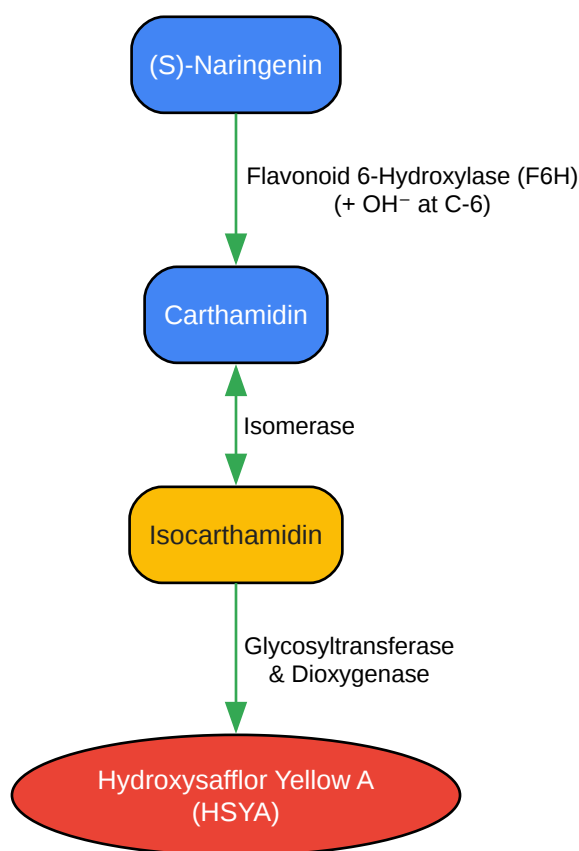 (S)-Naringenin
Flavonoid 6-Hydroxylase (F6H)
(+ OH⁻ at C-6)
Carthamidin
Isomerase
Isocarthamidin
Glycosyltransferase
& Dioxygenase
Hydroxysafflor Yellow A
(HSYA)